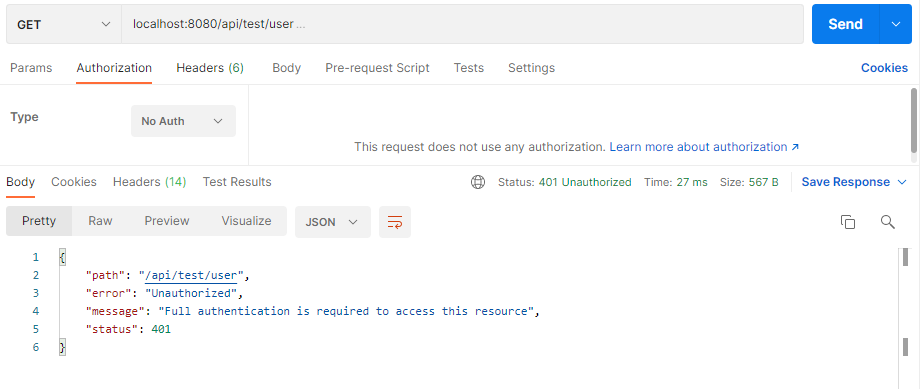 GET localhost:8080/api/test/user ... Send
Params Authorization Headers (6) Body Pre-request Script Tests Settings Cookies
Type No Auth
This request does not use any authorization. Learn more about authorization ↗
Body Cookies Headers (14) Test Results Status: 401 Unauthorized Time: 27 ms Size: 567 B Save Response
Pretty Raw Preview Visualize JSON
1 {
2 "path": "/api/test/user",
3 "error": "Unauthorized",
4 "message": "Full authentication is required to access this resource",
5 "status": 401
6 }